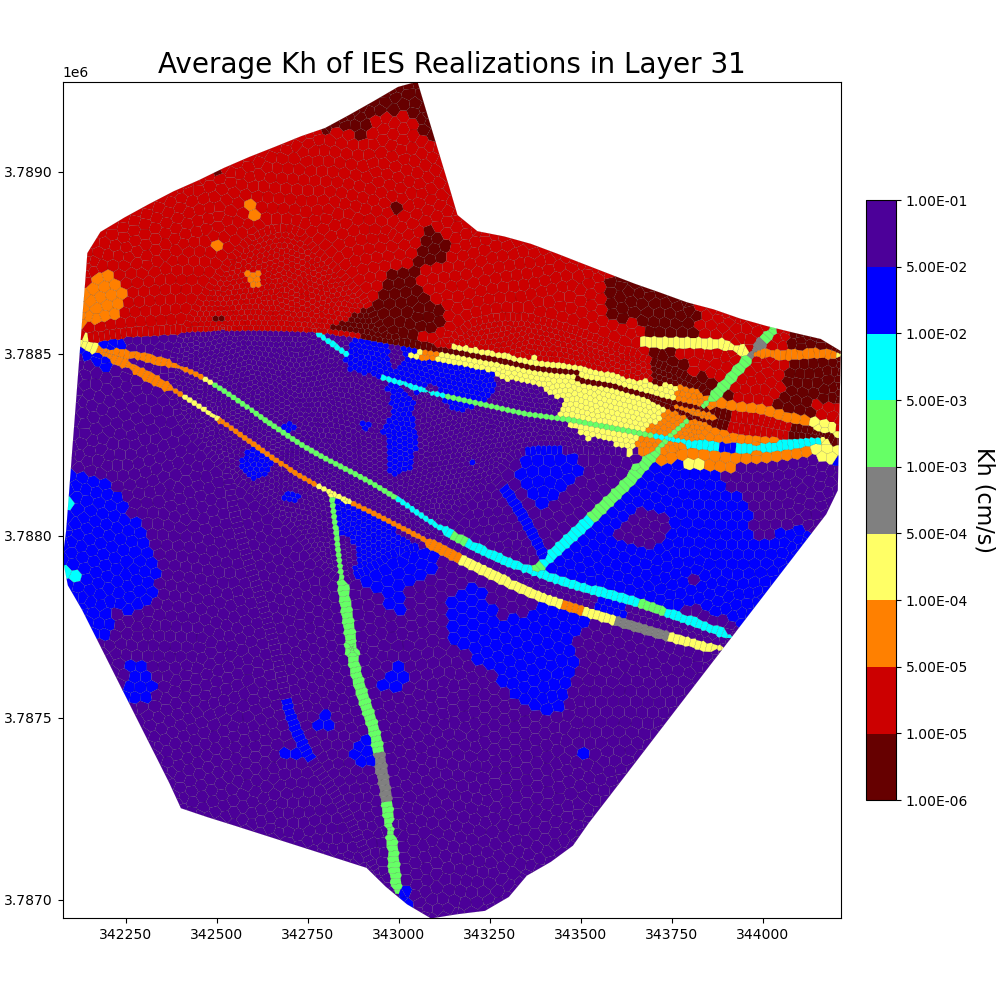 Average Kh of IES Realizations in Layer 31
1e6
3.7890
3.7885
3.7880
3.7875
3.7870
342250 342500 342750 343000 343250 343500 343750 344000
1.00E-01
5.00E-02
1.00E-02
5.00E-03
1.00E-03
5.00E-04
1.00E-04
5.00E-05
1.00E-05
1.00E-06
Kh (cm/s)